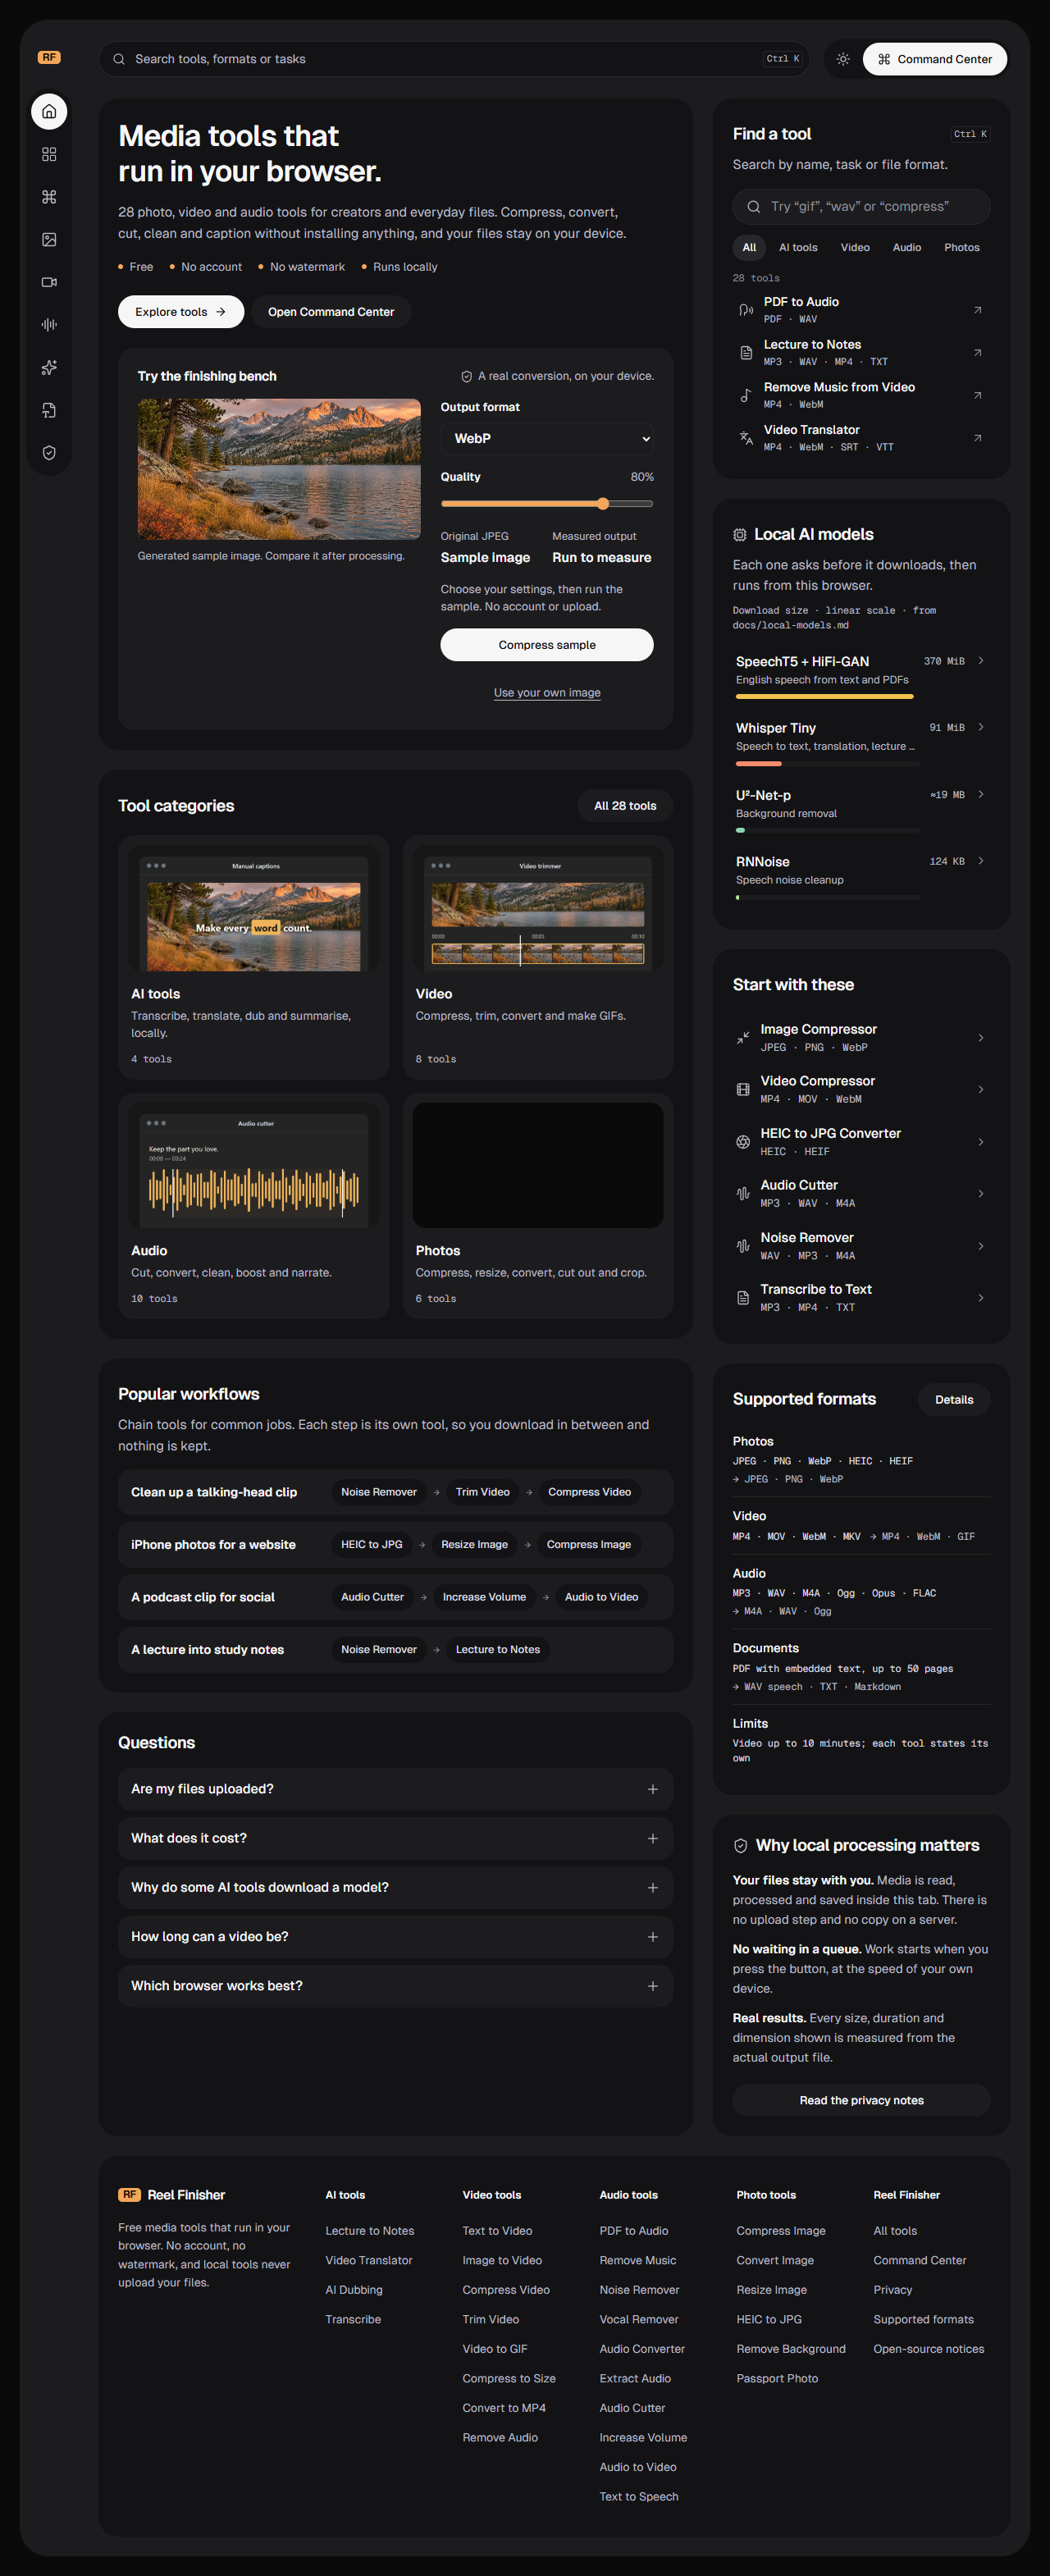 RF
Search tools, formats or tasks
Ctrl K
Command Center
Media tools that
run in your browser.
28 photo, video and audio tools for creators and everyday files. Compress, convert,
cut, clean and caption without installing anything, and your files stay on your device.
Free
No account
No watermark
Runs locally
Explore tools
Open Command Center
Try the finishing bench
A real conversion, on your device.
Generated sample image. Compare it after processing.
Output format
WebP
Quality
80%
Original JPEG
Sample image
Measured output
Run to measure
Choose your settings, then run the
sample. No account or upload.
Compress sample
Use your own image
Tool categories
All 28 tools
Manual captions
Make every word count.
AI tools
Transcribe, translate, dub and summarise,
locally.
4 tools
Video trimmer
00:00
00:05
00:10
Video
Compress, trim, convert and make GIFs.
8 tools
Audio cutter
Keep the part you love.
00:08 — 00:24
Audio
Cut, convert, clean, boost and narrate.
10 tools
Photos
Compress, resize, convert, cut out and crop.
6 tools
Popular workflows
Chain tools for common jobs. Each step is its own tool, so you download in between and
nothing is kept.
Clean up a talking-head clip
Noise Remover → Trim Video → Compress Video
iPhone photos for a website
HEIC to JPG → Resize Image → Compress Image
A podcast clip for social
Audio Cutter → Increase Volume → Audio to Video
A lecture into study notes
Noise Remover → Lecture to Notes
Questions
Are my files uploaded?
What does it cost?
Why do some AI tools download a model?
How long can a video be?
Which browser works best?
Find a tool
Ctrl K
Search by name, task or file format.
Try “gif”, “wav” or “compress”
All
AI tools
Video
Audio
Photos
28 tools
PDF to Audio
PDF · WAV
Lecture to Notes
MP3 · WAV · MP4 · TXT
Remove Music from Video
MP4 · WebM
Video Translator
MP4 · WebM · SRT · VTT
Local AI models
Each one asks before it downloads, then
runs from this browser.
Download size · linear scale · from
docs/local-models.md
SpeechT5 + HiFi-GAN
370 MiB
English speech from text and PDFs
Whisper Tiny
91 MiB
Speech to text, translation, lecture …
U²-Net-p
≈19 MB
Background removal
RNNoise
124 KB
Speech noise cleanup
Start with these
Image Compressor
JPEG · PNG · WebP
Video Compressor
MP4 · MOV · WebM
HEIC to JPG Converter
HEIC · HEIF
Audio Cutter
MP3 · WAV · M4A
Noise Remover
WAV · MP3 · M4A
Transcribe to Text
MP3 · MP4 · TXT
Supported formats
Details
Photos
JPEG · PNG · WebP · HEIC · HEIF
→ JPEG · PNG · WebP
Video
MP4 · MOV · WebM · MKV → MP4 · WebM · GIF
Audio
MP3 · WAV · M4A · Ogg · Opus · FLAC
→ M4A · WAV · Ogg
Documents
PDF with embedded text, up to 50 pages
→ WAV speech · TXT · Markdown
Limits
Video up to 10 minutes; each tool states its
own
Why local processing matters
Your files stay with you. Media is read,
processed and saved inside this tab. There is
no upload step and no copy on a server.
No waiting in a queue. Work starts when you
press the button, at the speed of your own
device.
Real results. Every size, duration and
dimension shown is measured from the
actual output file.
Read the privacy notes
RF Reel Finisher
Free media tools that run in your
browser. No account, no
watermark, and local tools never
upload your files.
AI tools
Lecture to Notes
Video Translator
AI Dubbing
Transcribe
Video tools
Text to Video
Image to Video
Compress Video
Trim Video
Video to GIF
Compress to Size
Convert to MP4
Remove Audio
Audio tools
PDF to Audio
Remove Music
Noise Remover
Vocal Remover
Audio Converter
Extract Audio
Audio Cutter
Increase Volume
Audio to Video
Text to Speech
Photo tools
Compress Image
Convert Image
Resize Image
HEIC to JPG
Remove Background
Passport Photo
Reel Finisher
All tools
Command Center
Privacy
Supported formats
Open-source notices